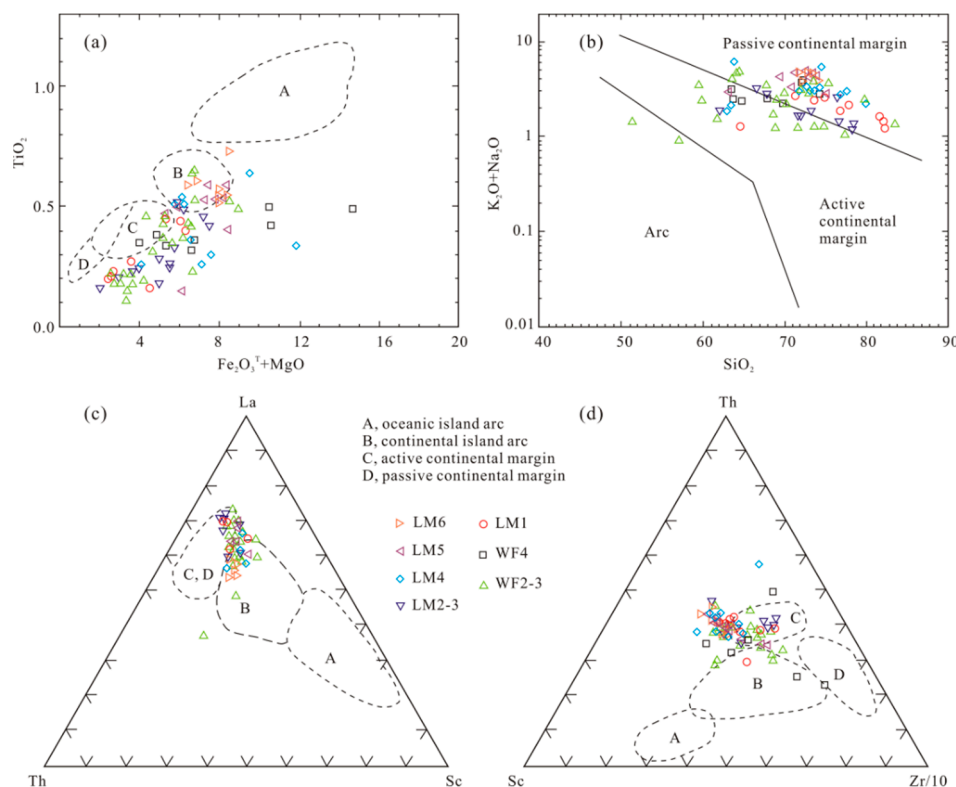 (a)
TiO₂
1.0
0.5
0.0
A
B
C
D
4
8
12
16
20
Fe₂O₃ᵀ+MgO
(b)
Passive continental margin
K₂O+Na₂O
10
1
0.1
0.01
Arc
Active
continental
margin
40
50
60
70
80
90
SiO₂
(c)
La
A, oceanic island arc
B, continental island arc
C, active continental margin
D, passive continental margin
LM6
LM1
LM5
WF4
LM4
WF2-3
LM2-3
C, D
B
A
Th
Sc
(d)
Th
C
B
D
A
Sc
Zr/10